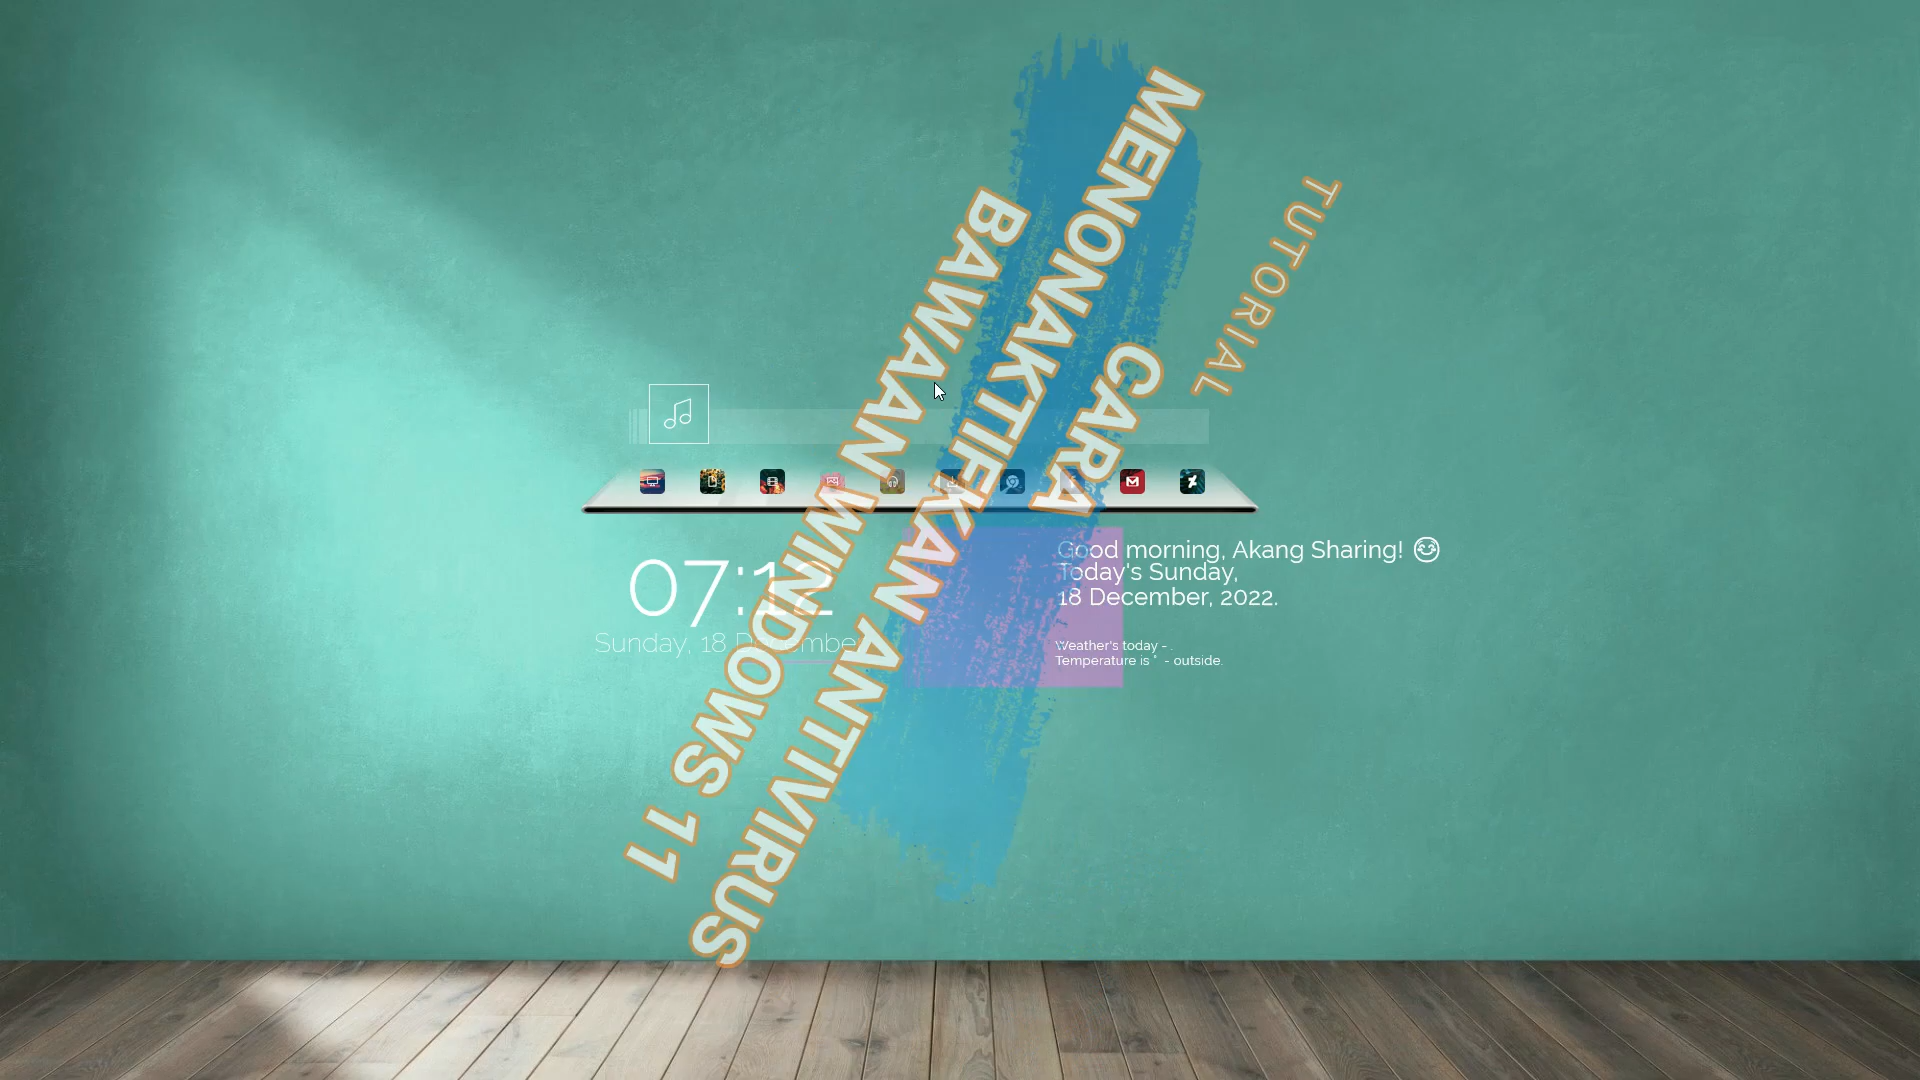 TUTORIAL
CARA
MENONAKTIFKAN ANTIVIRUS
BAWAAN WINDOWS 11
07:12
Sunday, 18 December
Good morning, Akang Sharing!
Today's Sunday,
18 December, 2022.
Weather's today - .
Temperature is ° - outside.